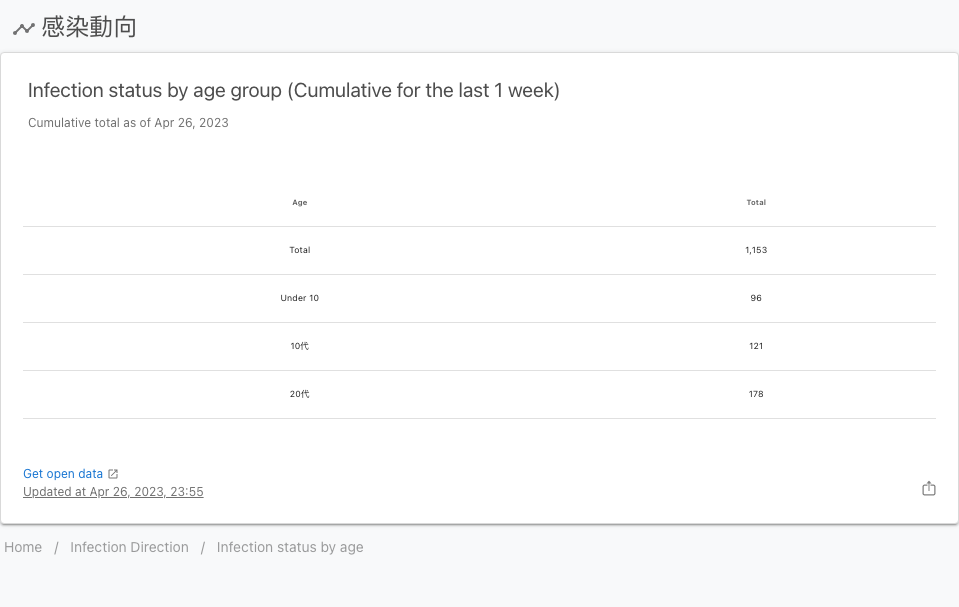 感染動向
Infection status by age group (Cumulative for the last 1 week)
Cumulative total as of Apr 26, 2023
Age Total
Total 1,153
Under 10 96
10代 121
20代 178
Get open data
Updated at Apr 26, 2023, 23:55
Home / Infection Direction / Infection status by age